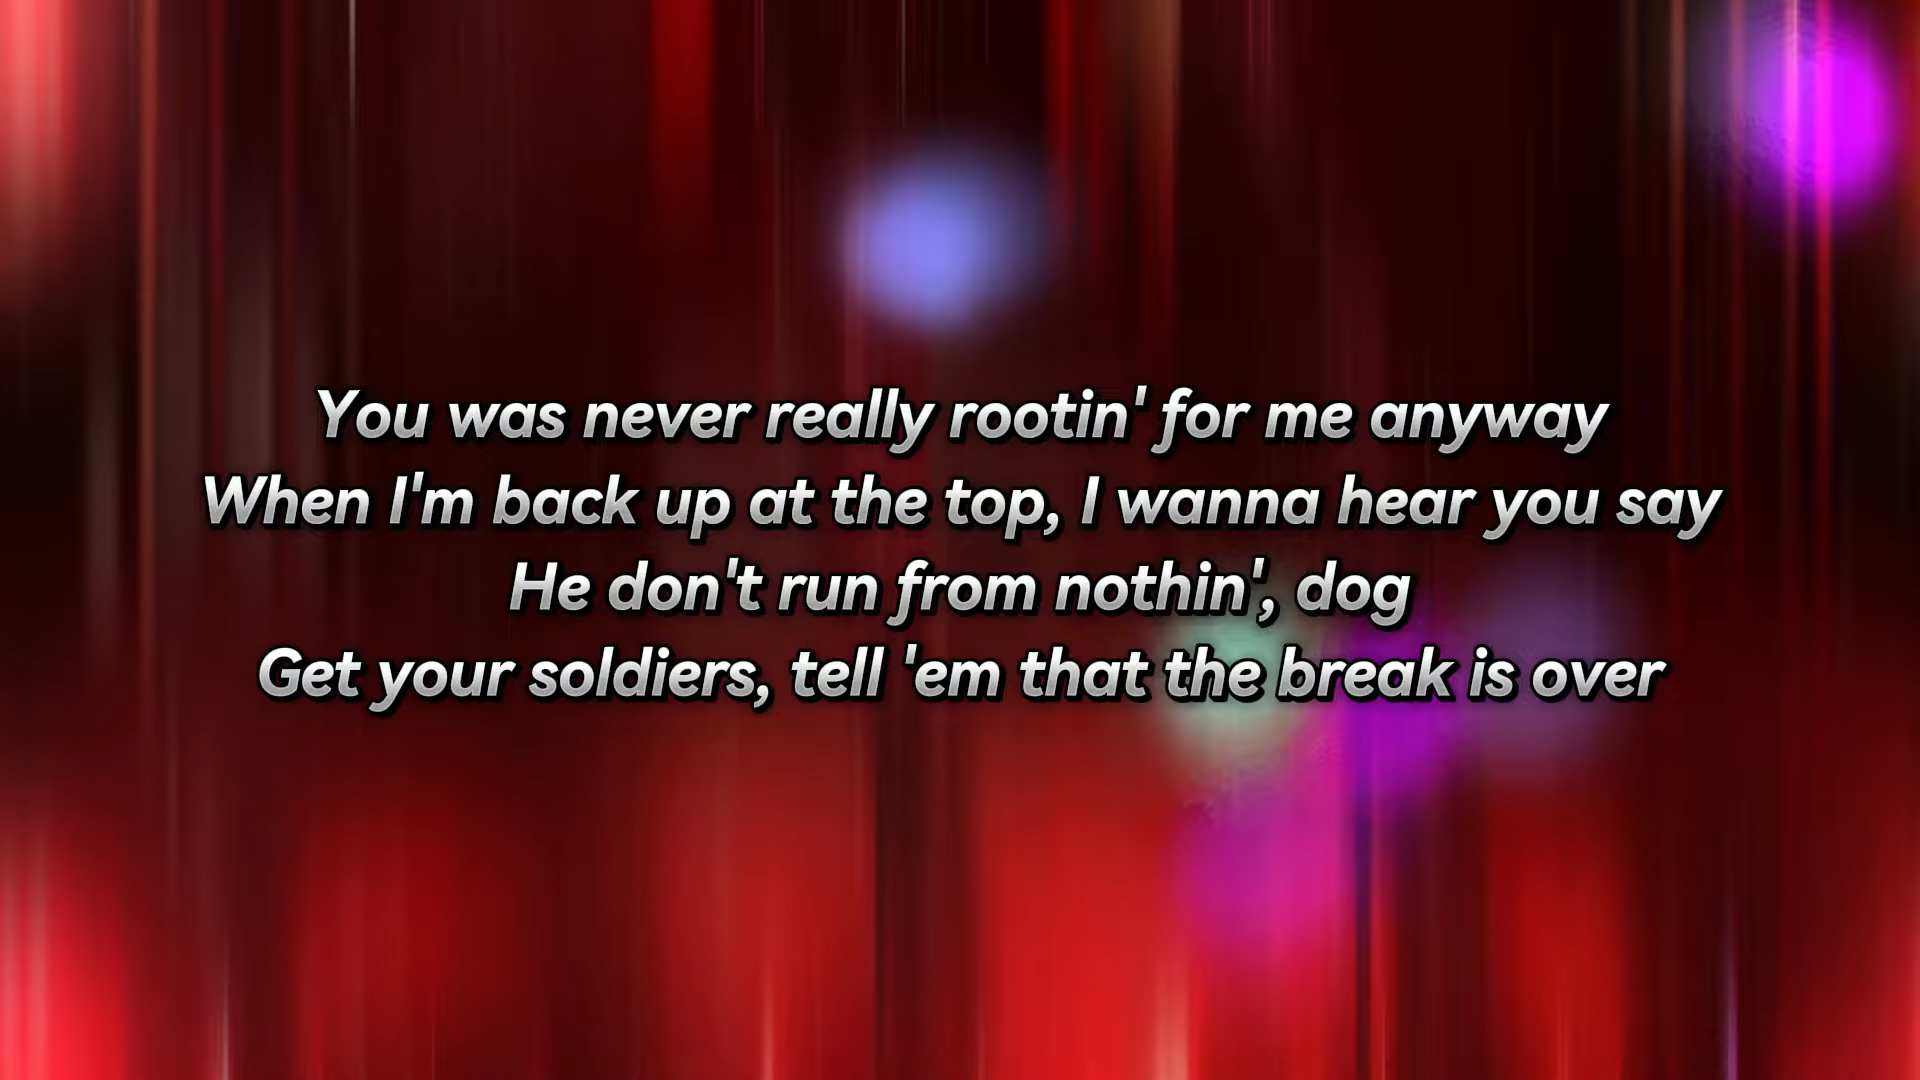 You was never really rootin' for me anyway
When I'm back up at the top, I wanna hear you say
He don't run from nothin', dog
Get your soldiers, tell 'em that the break is over